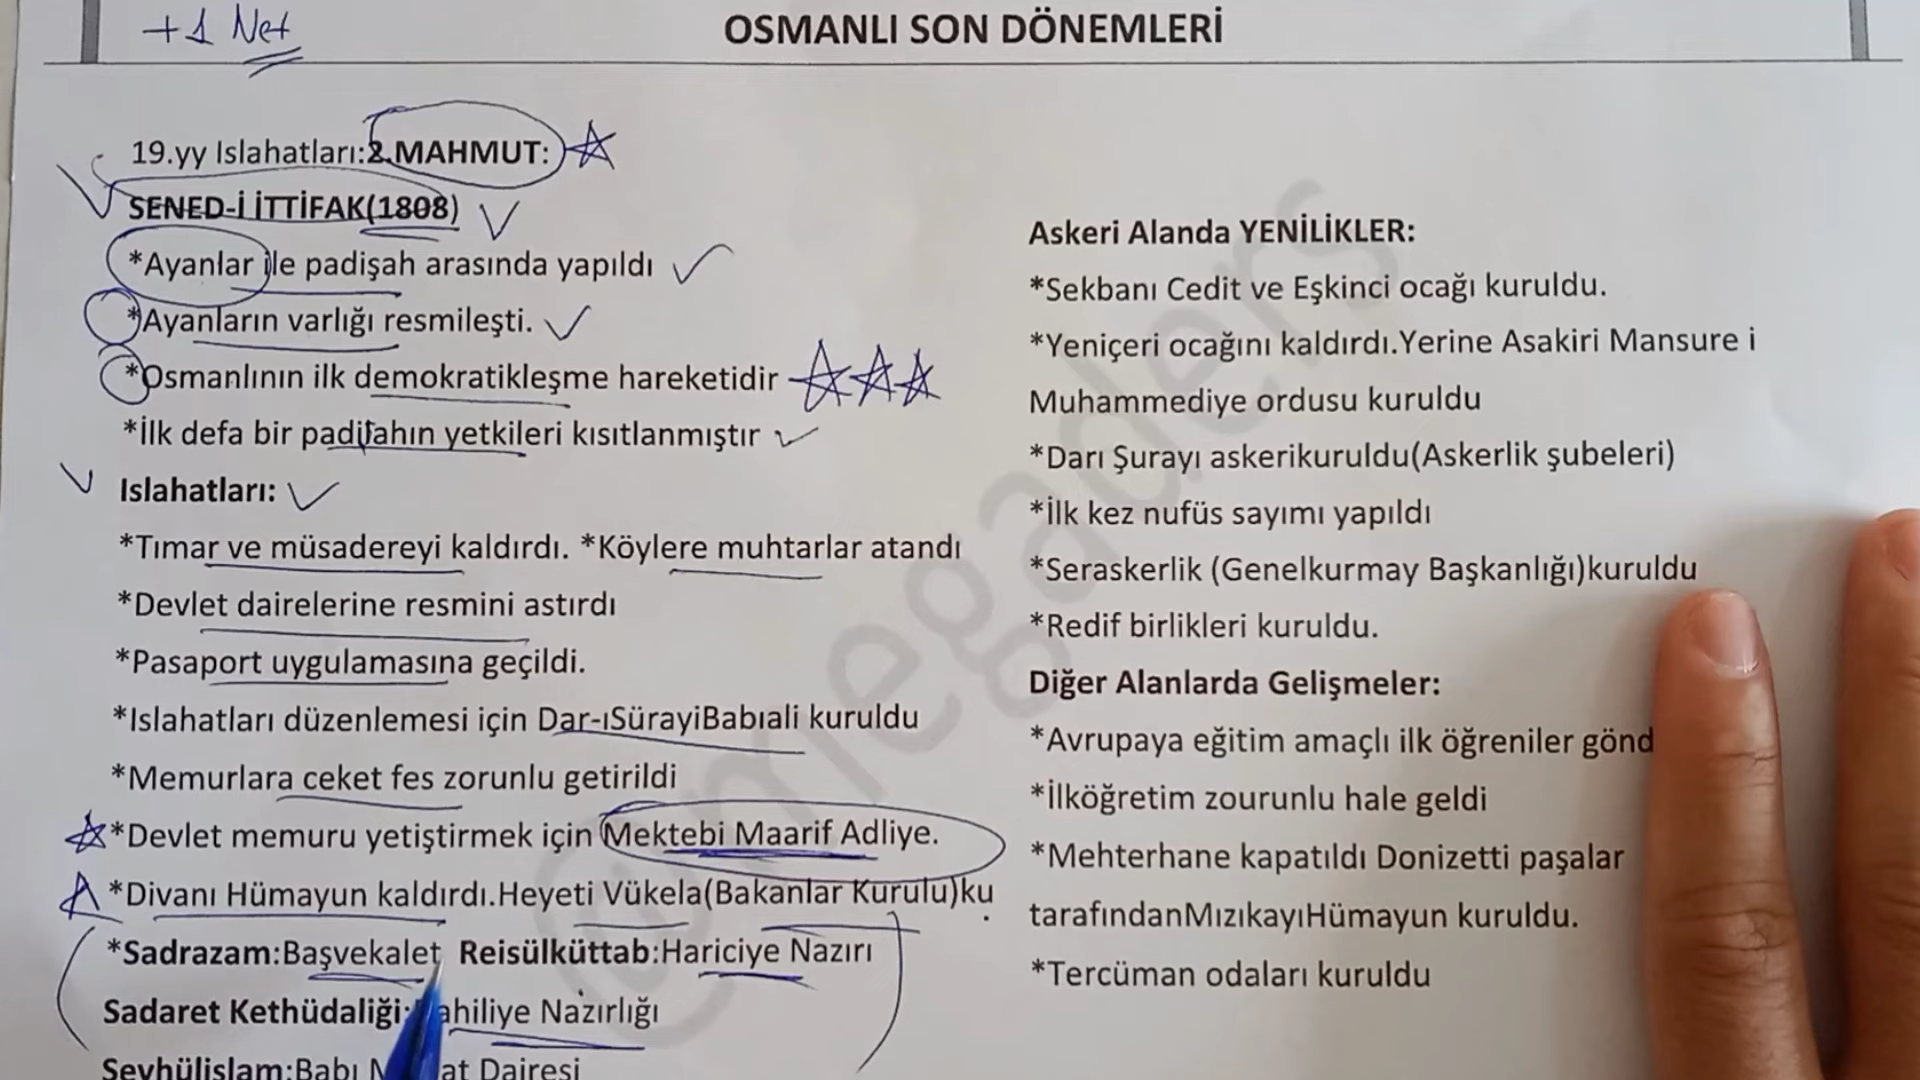 +1 Net
OSMANLI SON DÖNEMLERİ
19.yy Islahatları:2.MAHMUT:
SENED-İ İTTİFAK(1808)
*Ayanlar ile padişah arasında yapıldı
*Ayanların varlığı resmileşti.
*Osmanlının ilk demokratikleşme hareketidir
*İlk defa bir padişahın yetkileri kısıtlanmıştır
Islahatları:
*Tımar ve müsadereyi kaldırdı. *Köylere muhtarlar atandı
*Devlet dairelerine resmini astırdı
*Pasaport uygulamasına geçildi.
*Islahatları düzenlemesi için Dar-ıSürayiBabıali kuruldu
*Memurlara ceket fes zorunlu getirildi
*Devlet memuru yetiştirmek için Mektebi Maarif Adliye.
*Divanı Hümayun kaldırdı.Heyeti Vükela(Bakanlar Kurulu)ku
*Sadrazam:Başvekalet Reisülküttab:Hariciye Nazırı
Sadaret Kethüdaliği: Nazırlığı
Şeyhülislam:Babı Dairesi
Askeri Alanda YENİLİKLER:
*Sekbanı Cedit ve Eşkinci ocağı kuruldu.
*Yeniçeri ocağını kaldırdı.Yerine Asakiri Mansure i
Muhammediye ordusu kuruldu
*Darı Şurayı askerikuruldu(Askerlik şubeleri)
*İlk kez nufüs sayımı yapıldı
*Seraskerlik (Genelkurmay Başkanlığı)kuruldu
*Redif birlikleri kuruldu.
Diğer Alanlarda Gelişmeler:
*Avrupaya eğitim amaçlı ilk öğreniler gönd
*İlköğretim zourunlu hale geldi
*Mehterhane kapatıldı Donizetti paşalar
tarafındanMızıkayıHümayun kuruldu.
*Tercüman odaları kuruldu
@megaders